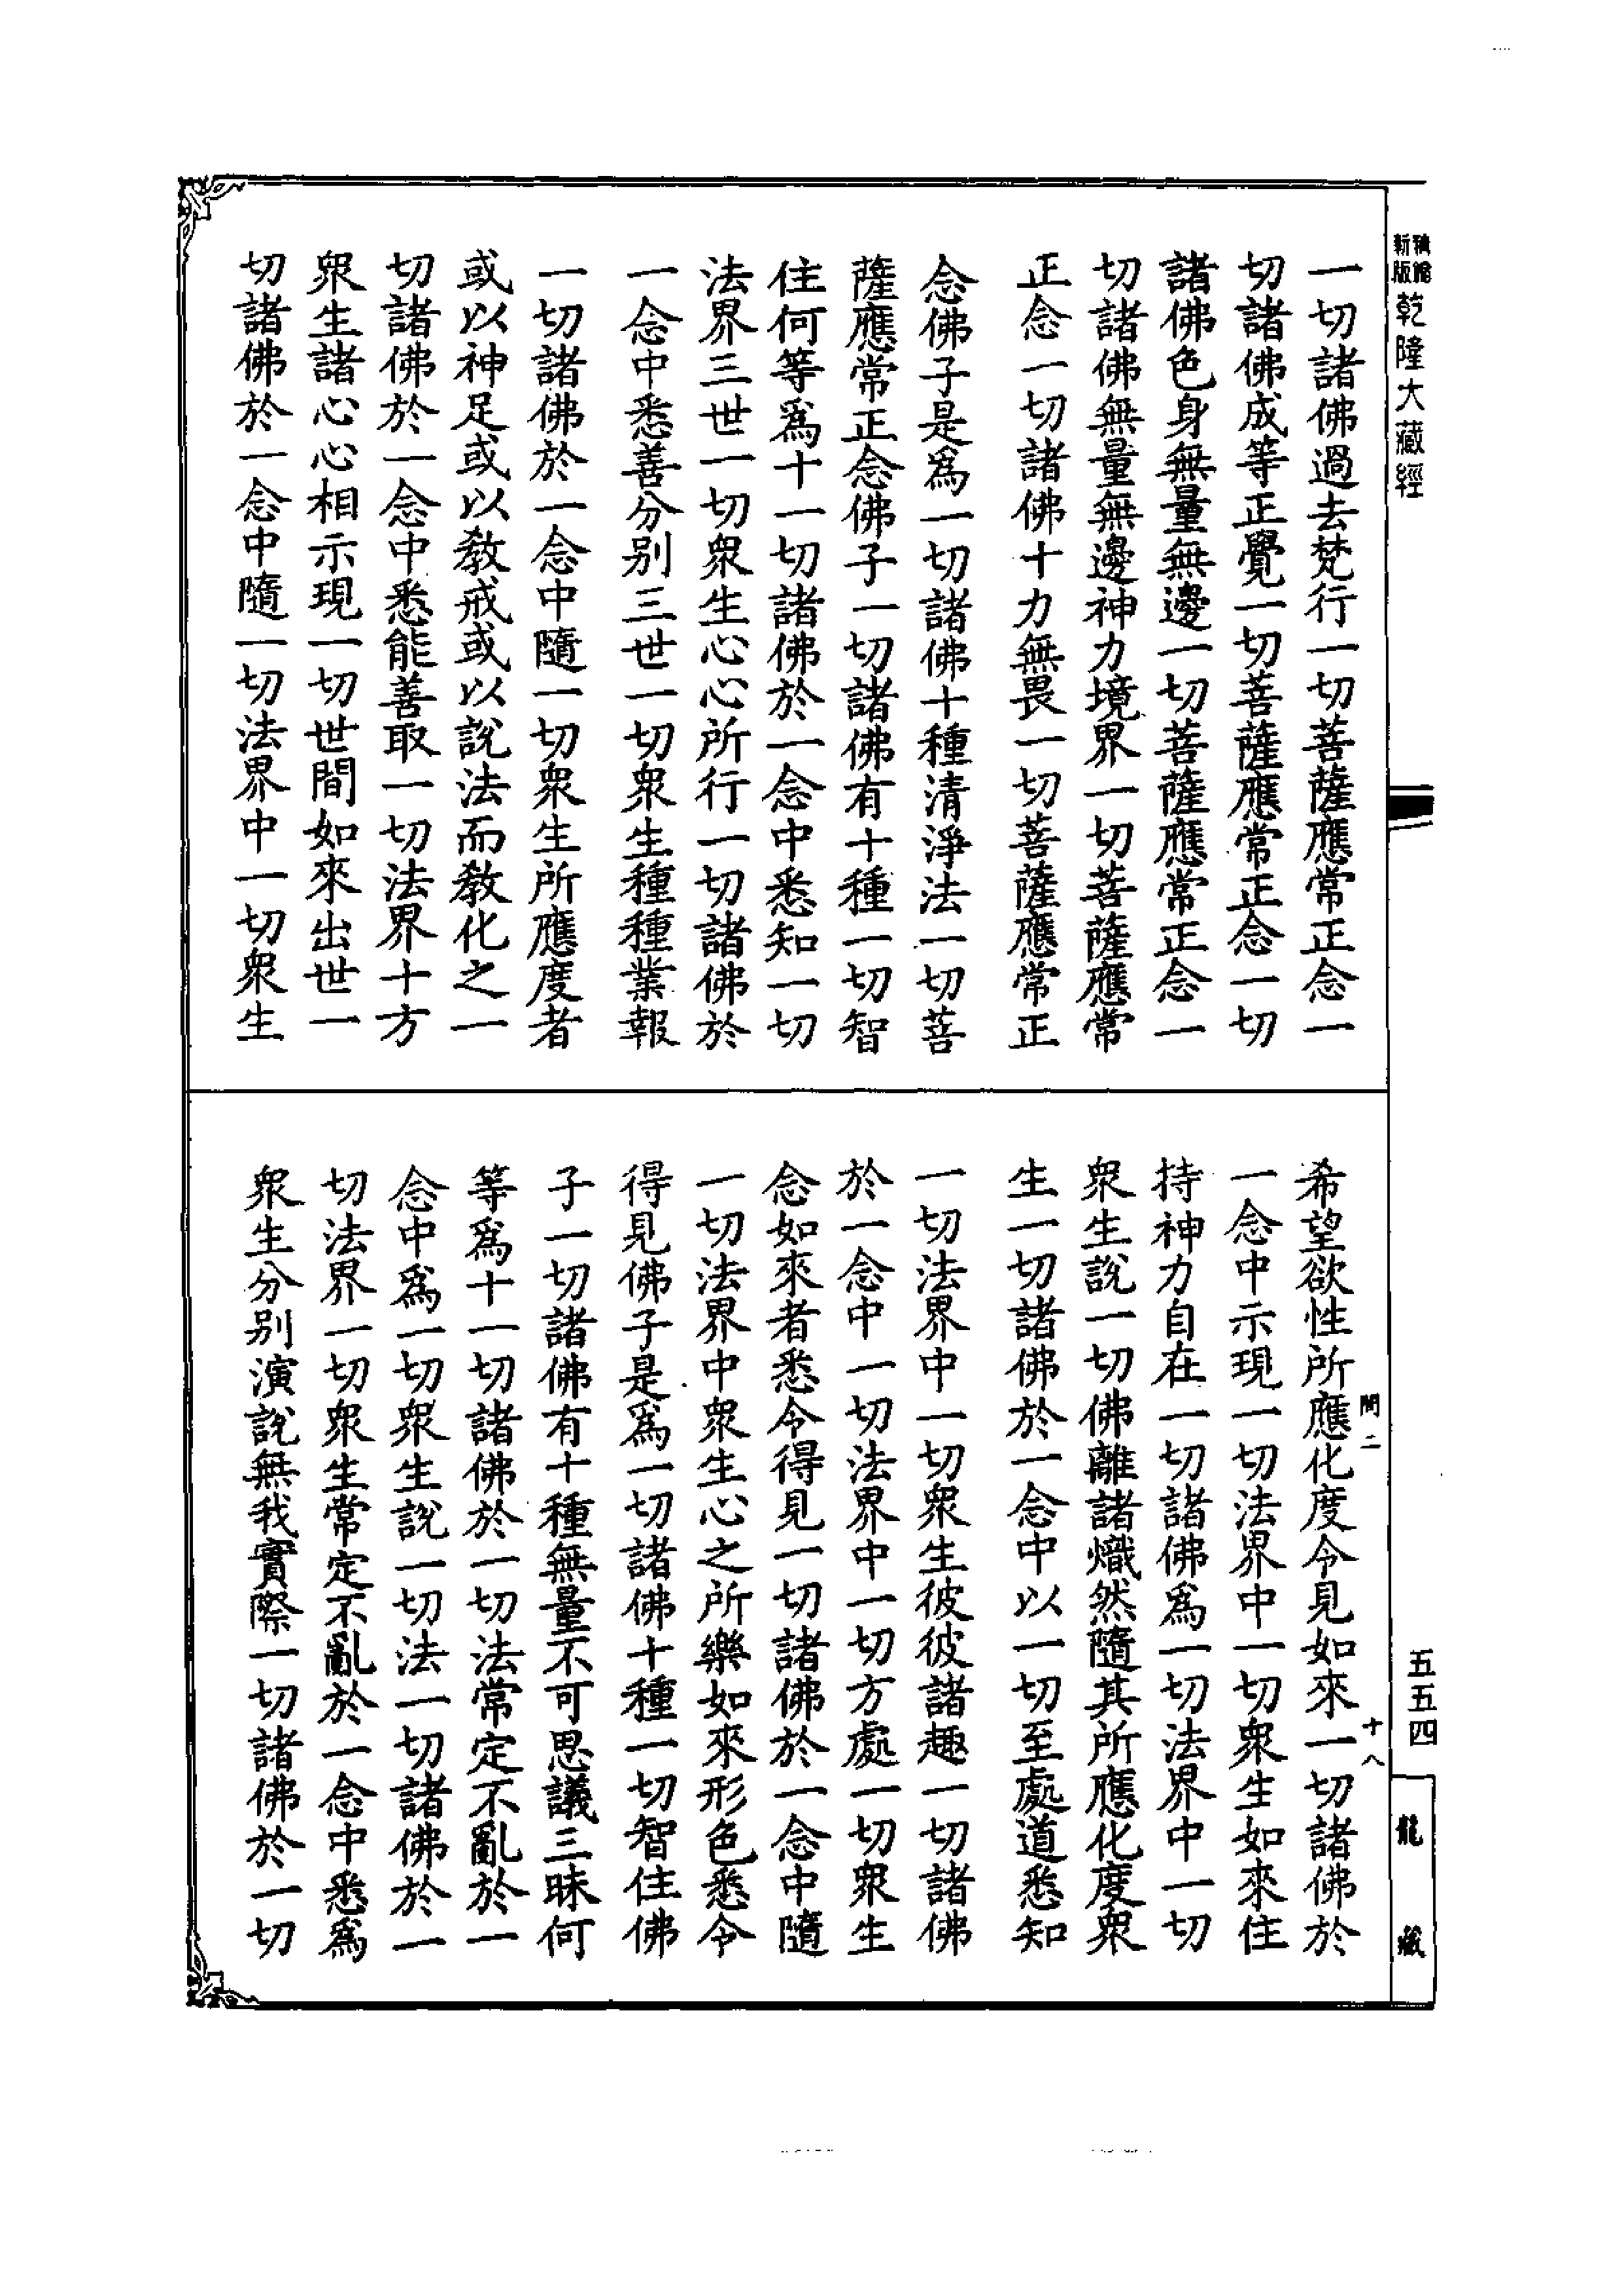 新版
乾隆大藏經
一切諸佛過去梵行一切菩薩應常正念一
切諸佛成等正覺一切菩薩應常正念一切
諸佛色身無量無邊一切菩薩應常正念一
切諸佛無量無邊神力境界一切菩薩應常
正念一切諸佛十力無畏一切菩薩應常正
念佛子是爲一切諸佛十種清淨法一切菩
薩應常正念佛子一切諸佛有十種一切智
住何等爲十一切諸佛於一念中悉知一切
法界三世一切衆生心心所行一切諸佛於
一念中悉善分别三世一切衆生種種業報
一切諸佛於一念中隨一切衆生所應度者
或以神足或以教戒或以說法而教化之一
切諸佛於一念中悉能善取一切法界十方
衆生諸心心相示現一切世間如來出世一
切諸佛於一念中隨一切法界中一切衆生
希望欲性所應化度令見如來一切諸佛於
一念中示現一切法界中一切衆生如來住
持神力自在一切諸佛爲一切法界中一切
衆生說一切佛離諸熾然隨其所應化度衆
生一切諸佛於一念中以一切至處道悉知
一切法界中一切衆生彼彼諸趣一切諸佛
於一念中一切法界中一切方處一切衆生
念如來者悉令得見一切諸佛於一念中隨
一切法界中衆生心之所樂如來形色悉令
得見佛子是爲一切諸佛十種一切智住佛
子一切諸佛有十種無量不可思議三昧何
等爲十一切諸佛於一切法常定不亂於一
念中爲一切衆生說一切法一切諸佛於一
切法界一切衆生常定不亂於一念中悉爲
衆生分别演說無我實際一切諸佛於一切
二
十八
五五四
龍藏